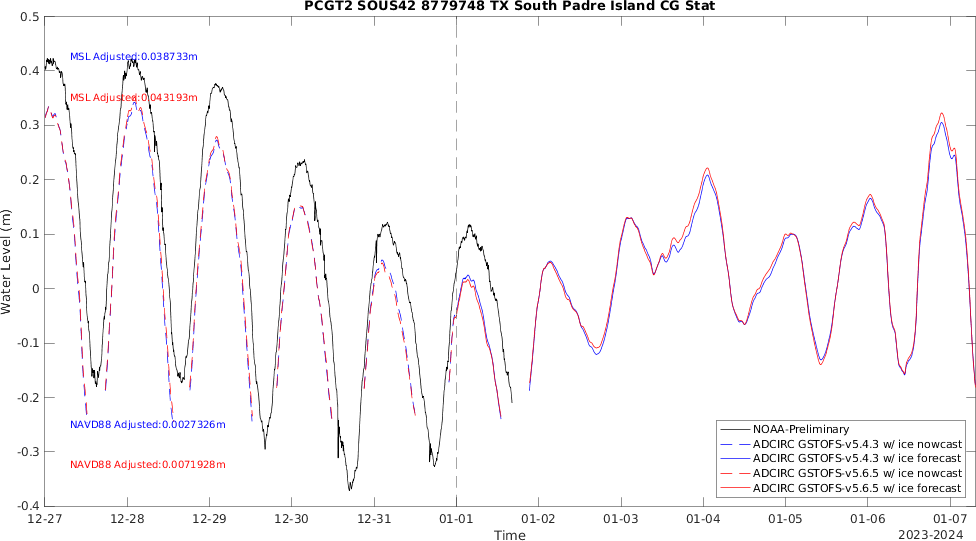 PCGT2 SOUS42 8779748 TX South Padre Island CG Stat
0.5
0.4
0.3
0.2
0.1
0
-0.1
-0.2
-0.3
-0.4
Water Level (m)
MSL Adjusted:0.038733m
MSL Adjusted:0.043193m
NAVD88 Adjusted:0.0027326m
NAVD88 Adjusted:0.0071928m
NOAA-Preliminary
ADCIRC GSTOFS-v5.4.3 w/ ice nowcast
ADCIRC GSTOFS-v5.4.3 w/ ice forecast
ADCIRC GSTOFS-v5.6.5 w/ ice nowcast
ADCIRC GSTOFS-v5.6.5 w/ ice forecast
12-27 12-28 12-29 12-30 12-31 01-01 01-02 01-03 01-04 01-05 01-06 01-07
Time
2023-2024